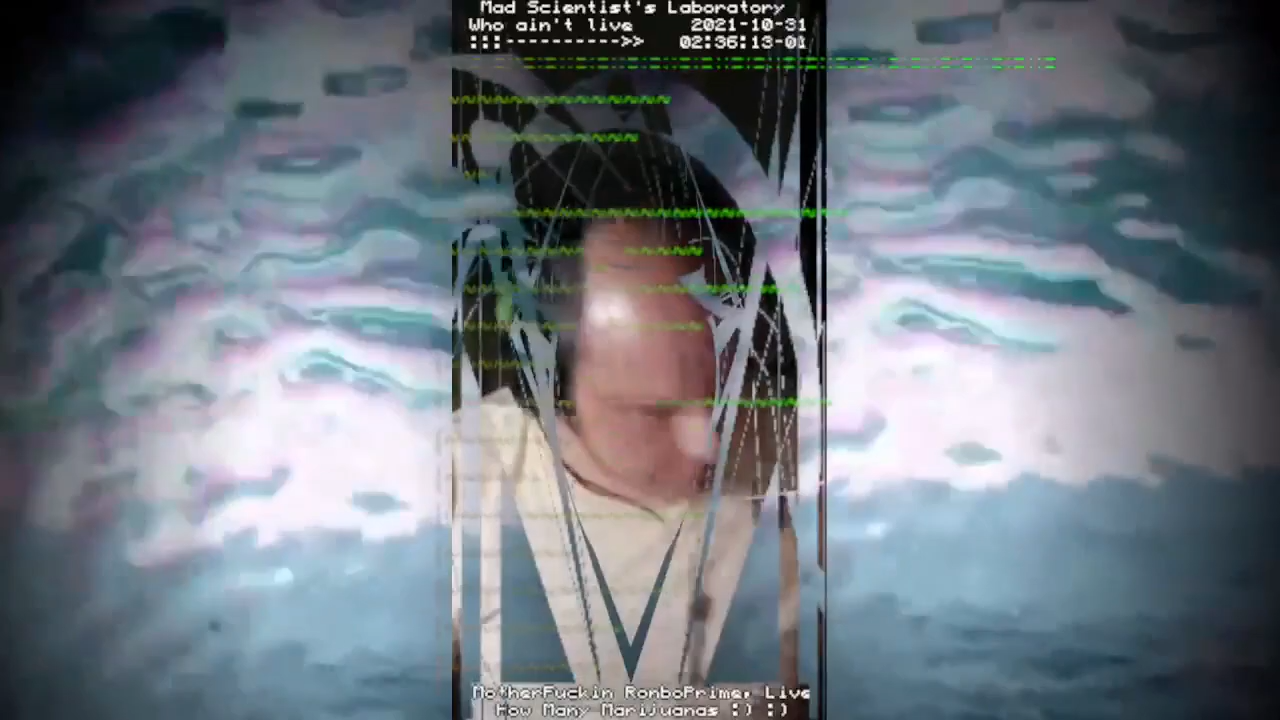 Mad Scientist's Laboratory
Who ain't live 2021-10-31
:::---------->> 02:36:13-01
MotherFuckin RonboPrime, Live
How Many Marijuanas :) :)